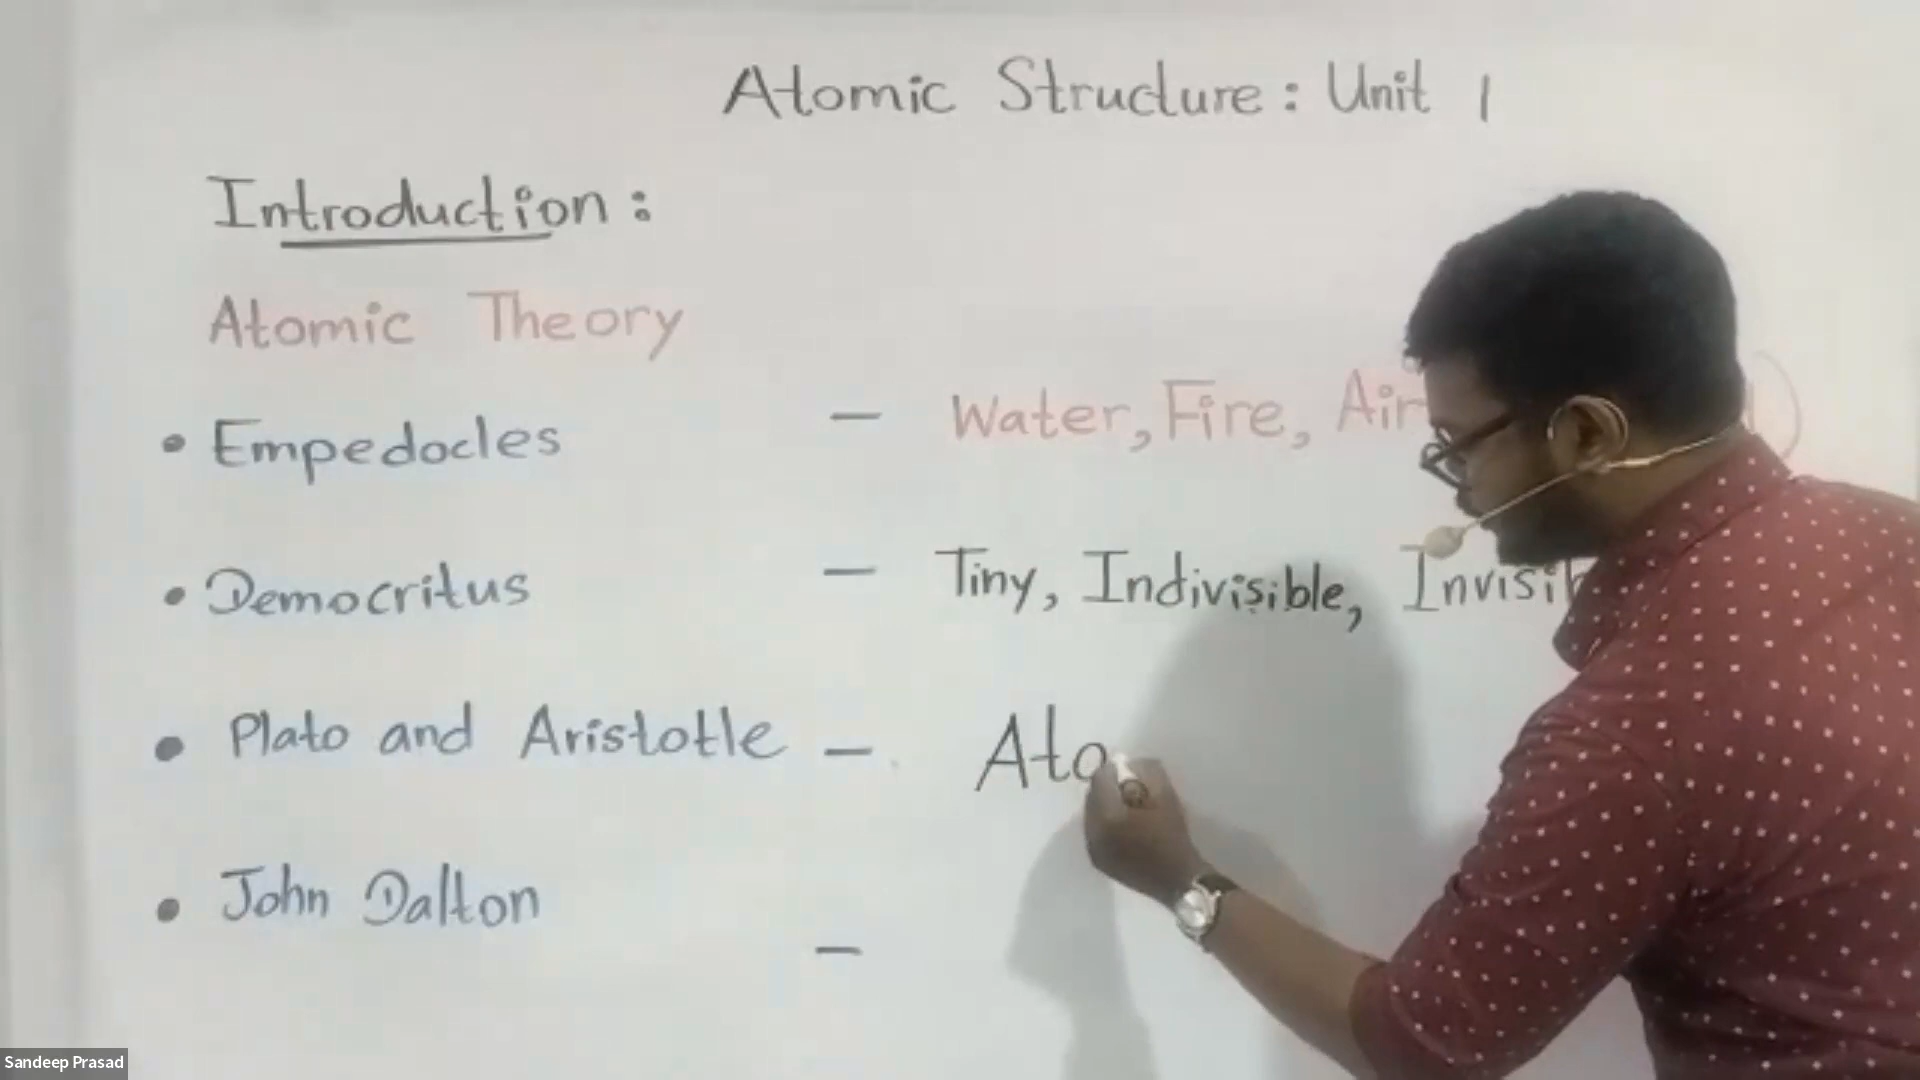 Atomic Structure: Unit 1
Introduction:
Atomic Theory
• Empedocles – Water, Fire, Air
• Democritus – Tiny, Indivisible,
• Plato and Aristotle – Ato
• John Dalton –
Sandeep Prasad